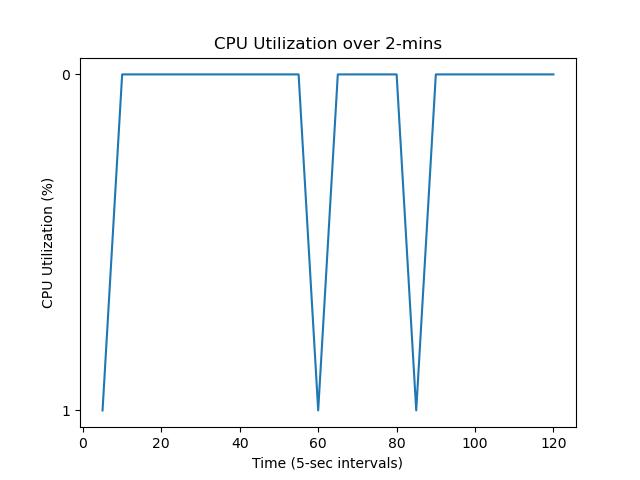 CPU Utilization over 2-mins
0
CPU Utilization (%)
1
0 20 40 60 80 100 120
Time (5-sec intervals)